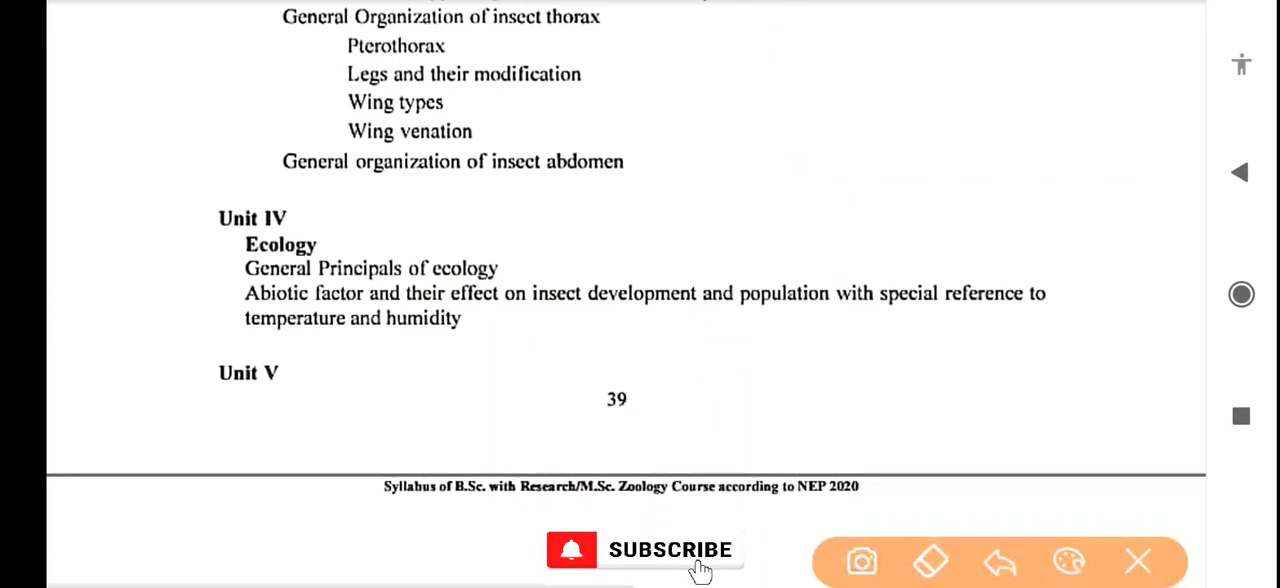 General Organization of insect thorax
Pterothorax
Legs and their modification
Wing types
Wing venation
General organization of insect abdomen
Unit IV
Ecology
General Principals of ecology
Abiotic factor and their effect on insect development and population with special reference to
temperature and humidity
Unit V
39
Syllabus of B.Sc. with Research/M.Sc. Zoology Course according to NEP 2020
SUBSCRIBE